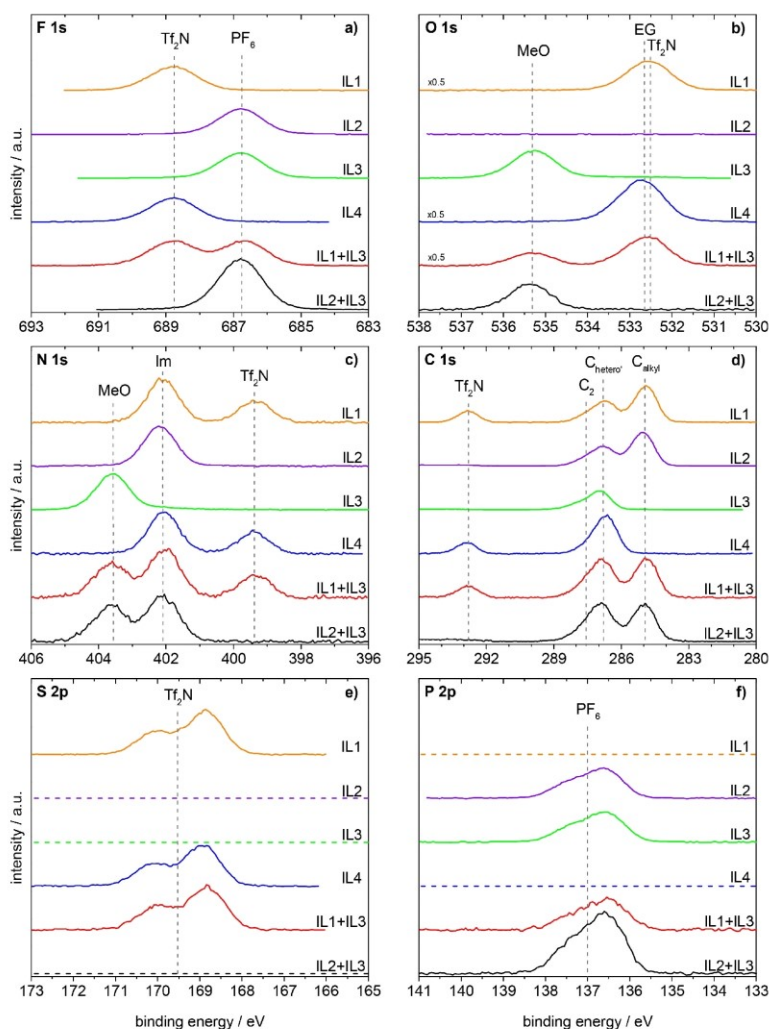 F 1s
a)
Tf₂N
PF₆
IL1
IL2
IL3
IL4
IL1+IL3
IL2+IL3
693 691 689 687 685 683
O 1s
b)
EG
MeO
Tf₂N
x0.5
IL1
IL2
IL3
x0.5
IL4
x0.5
IL1+IL3
IL2+IL3
538 537 536 535 534 533 532 531 530
intensity / a.u.
N 1s
c)
Im
MeO
Tf₂N
IL1
IL2
IL3
IL4
IL1+IL3
IL2+IL3
406 404 402 400 398 396
C 1s
d)
C_hetero'
C_alkyl
Tf₂N
C₂
IL1
IL2
IL3
IL4
IL1+IL3
IL2+IL3
295 292 289 286 283 280
intensity / a.u.
S 2p
e)
Tf₂N
IL1
IL2
IL3
IL4
IL1+IL3
IL2+IL3
173 172 171 170 169 168 167 166 165
binding energy / eV
P 2p
f)
PF₆
IL1
IL2
IL3
IL4
IL1+IL3
IL2+IL3
141 140 139 138 137 136 135 134 133
binding energy / eV
intensity / a.u.